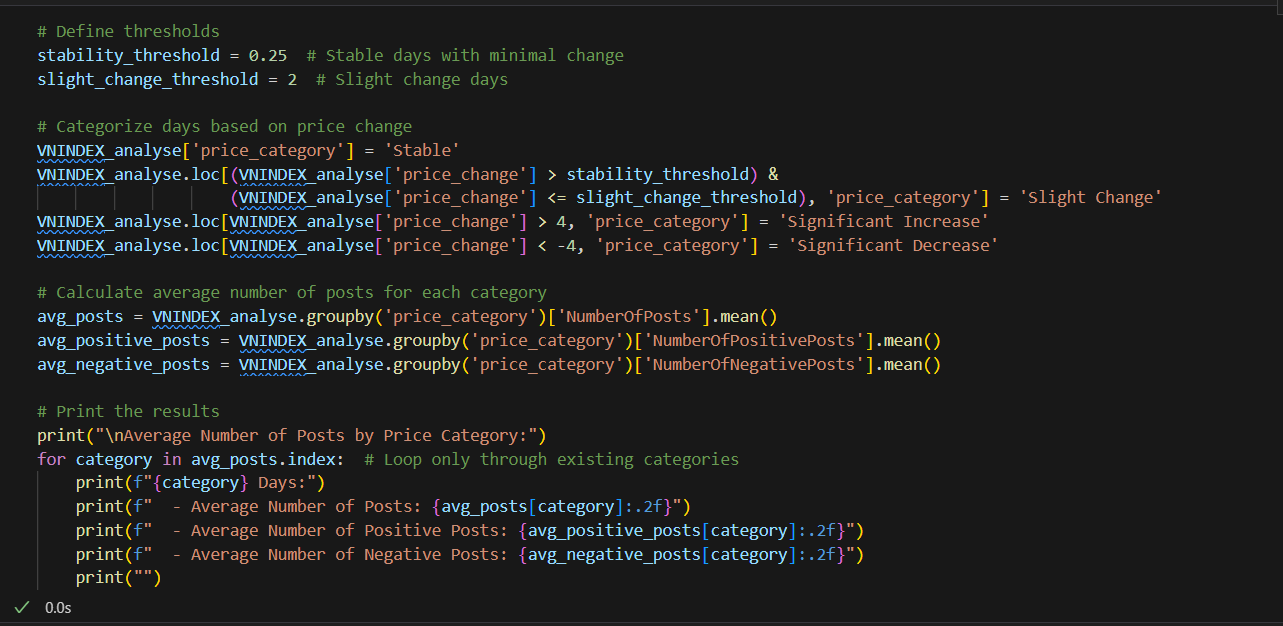 # Define thresholds
stability_threshold = 0.25  # Stable days with minimal change
slight_change_threshold = 2  # Slight change days

# Categorize days based on price change
VNINDEX_analyse['price_category'] = 'Stable'
VNINDEX_analyse.loc[(VNINDEX_analyse['price_change'] > stability_threshold) &
                    (VNINDEX_analyse['price_change'] <= slight_change_threshold), 'price_category'] = 'Slight Change'
VNINDEX_analyse.loc[VNINDEX_analyse['price_change'] > 4, 'price_category'] = 'Significant Increase'
VNINDEX_analyse.loc[VNINDEX_analyse['price_change'] < -4, 'price_category'] = 'Significant Decrease'

# Calculate average number of posts for each category
avg_posts = VNINDEX_analyse.groupby('price_category')['NumberOfPosts'].mean()
avg_positive_posts = VNINDEX_analyse.groupby('price_category')['NumberOfPositivePosts'].mean()
avg_negative_posts = VNINDEX_analyse.groupby('price_category')['NumberOfNegativePosts'].mean()

# Print the results
print("\nAverage Number of Posts by Price Category:")
for category in avg_posts.index:  # Loop only through existing categories
    print(f"{category} Days:")
    print(f"  - Average Number of Posts: {avg_posts[category]:.2f}")
    print(f"  - Average Number of Positive Posts: {avg_positive_posts[category]:.2f}")
    print(f"  - Average Number of Negative Posts: {avg_negative_posts[category]:.2f}")
    print("")
0.0s